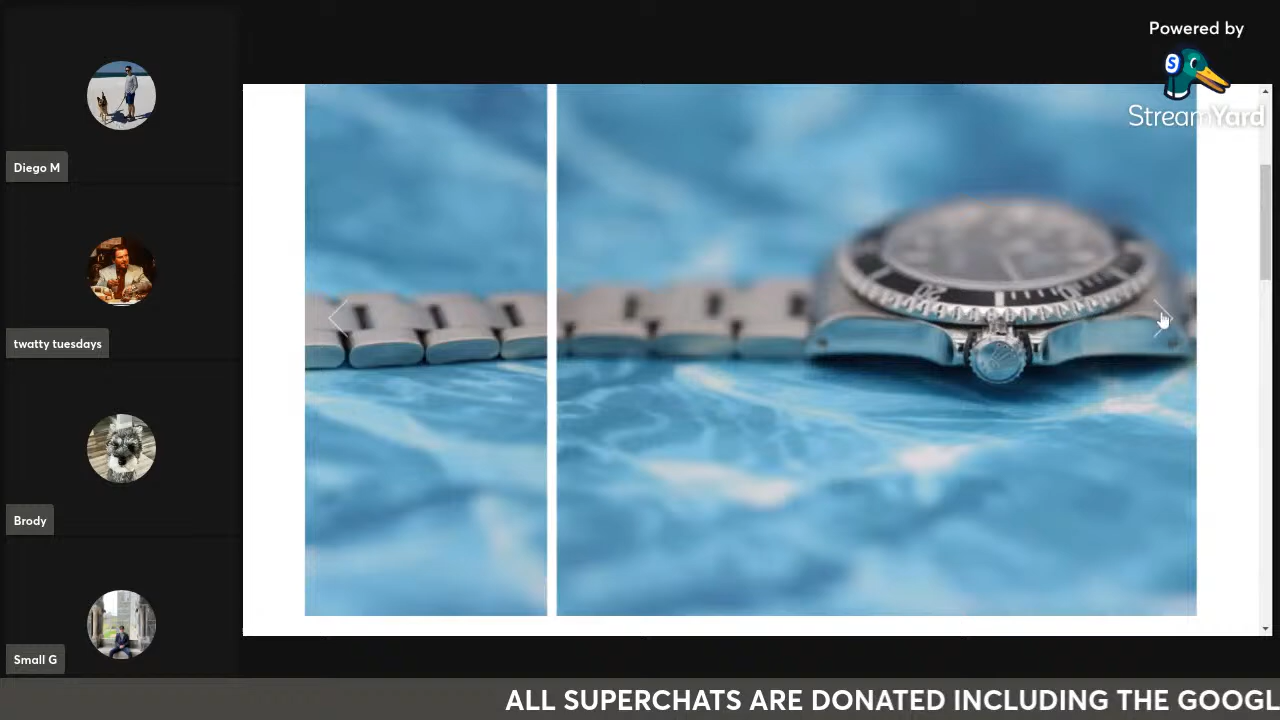 Powered by
StreamYard
Diego M
twatty tuesdays
Brody
Small G
ALL SUPERCHATS ARE DONATED INCLUDING THE GOOGL